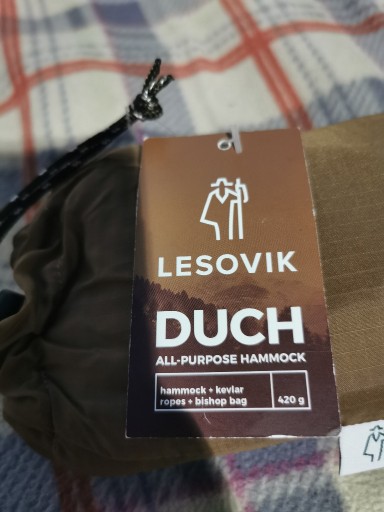 LESOVIK
DUCH
ALL-PURPOSE HAMMOCK
hammock + kevlar
ropes + bishop bag
420 g